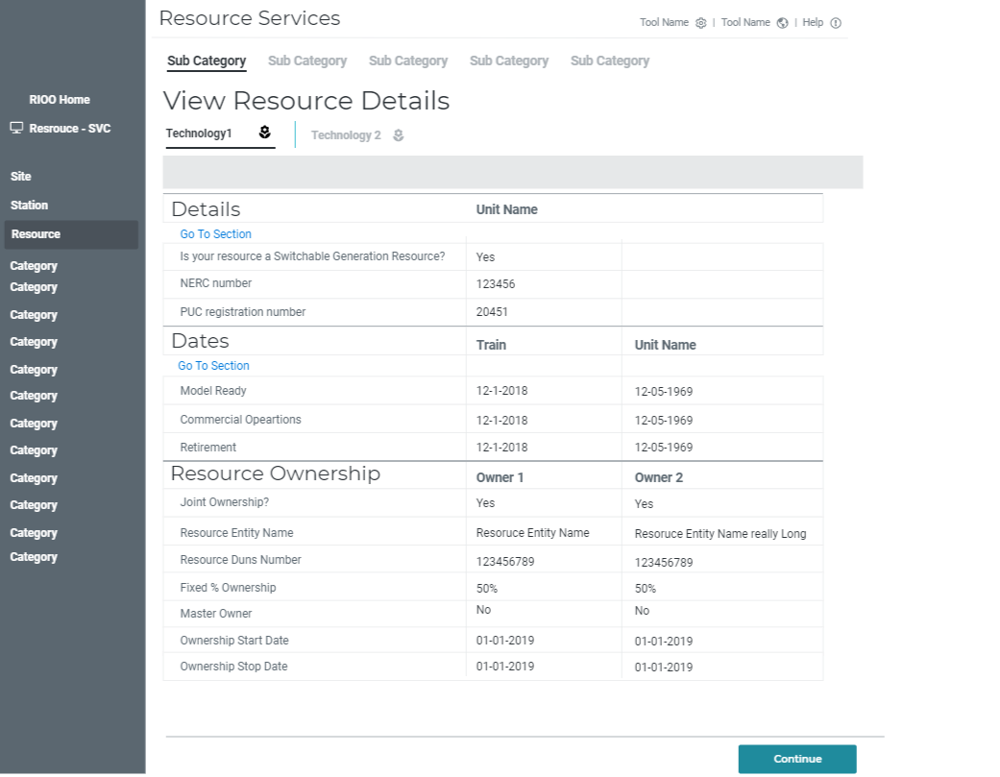 Resource Services
Tool Name | Tool Name | Help
Sub Category Sub Category Sub Category Sub Category Sub Category
RIOO Home
Resrouce - SVC
Site
Station
Resource
Category
Category
Category
Category
Category
Category
Category
Category
Category
Category
Category
Category
View Resource Details
Technology1 Technology 2
Details Unit Name
Go To Section
Is your resource a Switchable Generation Resource? Yes
NERC number 123456
PUC registration number 20451
Dates Train Unit Name
Go To Section
Model Ready 12-1-2018 12-05-1969
Commercial Opeartions 12-1-2018 12-05-1969
Retirement 12-1-2018 12-05-1969
Resource Ownership Owner 1 Owner 2
Joint Ownership? Yes Yes
Resource Entity Name Resoruce Entity Name Resoruce Entity Name really Long
Resource Duns Number 123456789 123456789
Fixed % Ownership 50% 50%
Master Owner No No
Ownership Start Date 01-01-2019 01-01-2019
Ownership Stop Date 01-01-2019 01-01-2019
Continue